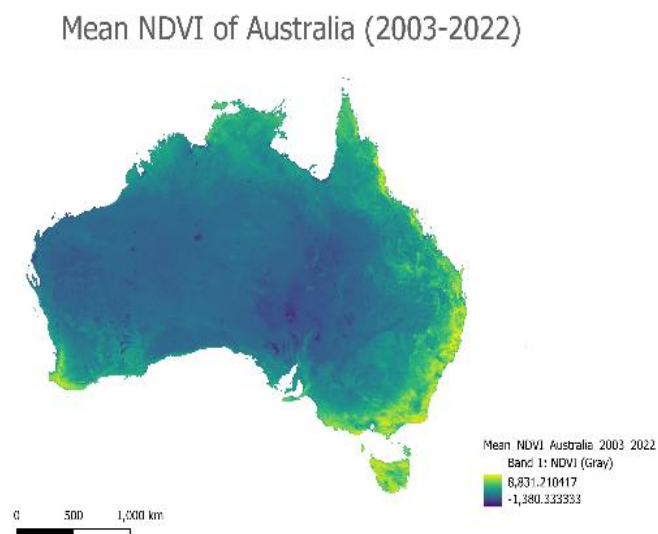 Mean NDVI of Australia (2003-2022)
Mean NDVI Australia 2003 2022
Band 1: NDVI (Gray)
8,831.210417
-1,380.333333
0 500 1,000 km